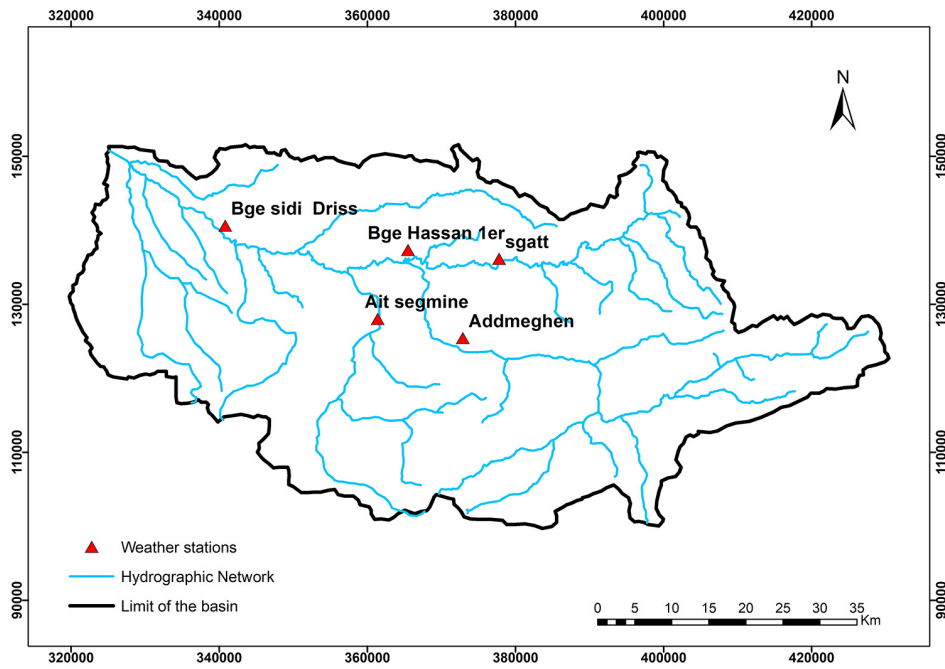 320000 340000 360000 380000 400000 420000
N
150000 150000
Bge sidi Driss
Bge Hassan 1er sgatt
130000 130000
Ait segmine
Addmeghen
110000 110000
Weather stations
Hydrographic Network
Limit of the basin
90000 90000
0 5 10 15 20 25 30 35
Km
320000 340000 360000 380000 400000 420000